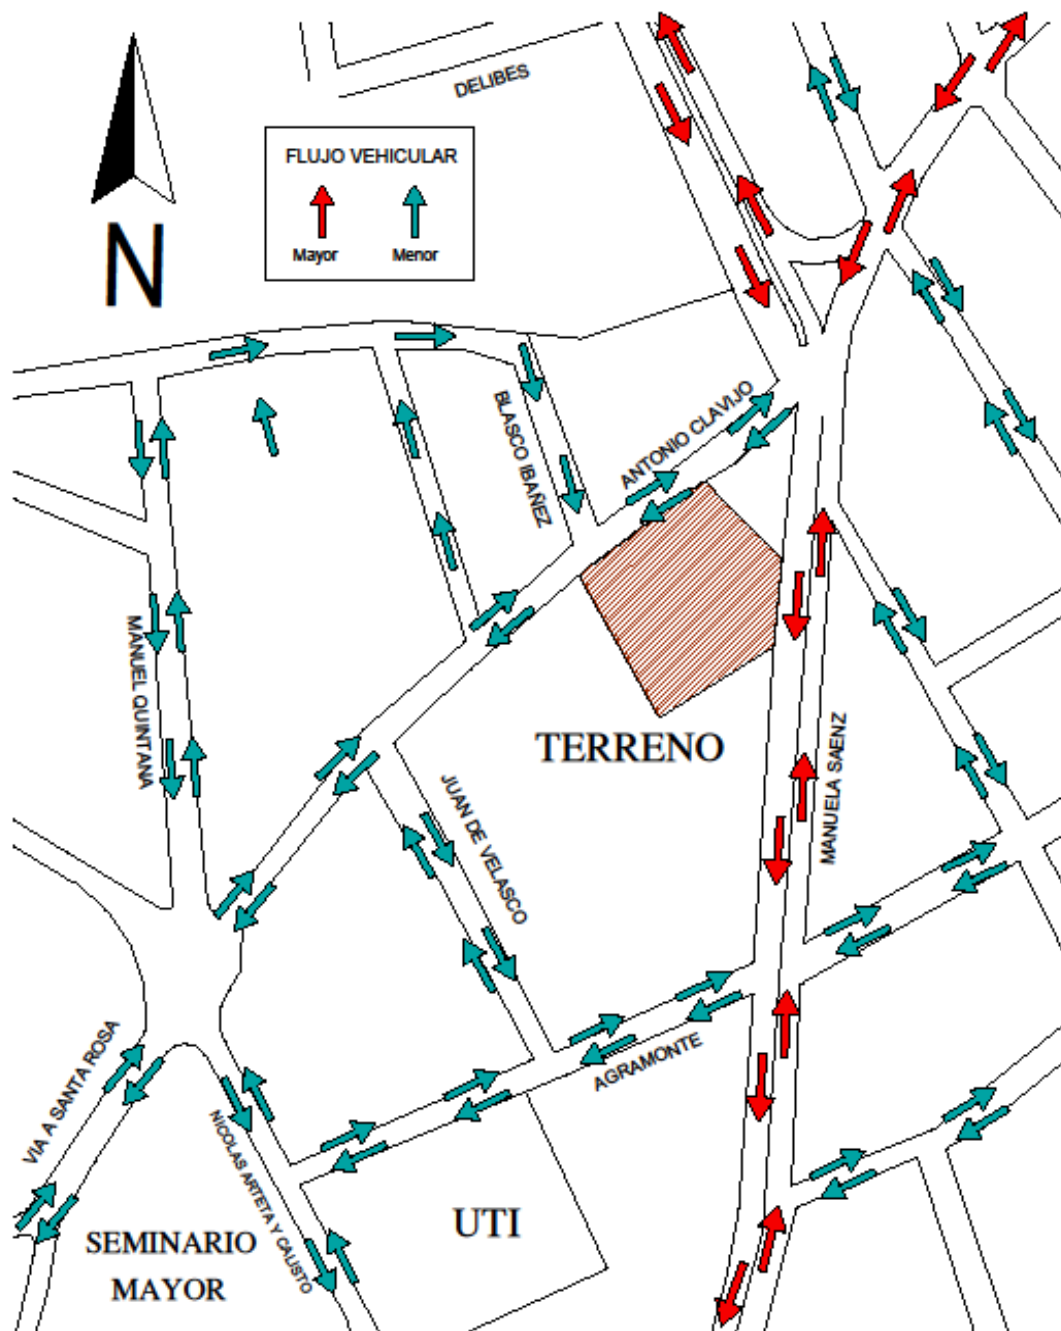 DELIBES
FLUJO VEHICULAR
Mayor
Menor
N
BLASCO IBAÑEZ
ANTONIO CLAVIJO
MANUEL QUINTANA
TERRENO
MANUELA SAENZ
JUAN DE VELASCO
AGRAMONTE
VIA A SANTA ROSA
NICOLAS ARTETA Y CALISTO
SEMINARIO
MAYOR
UTI